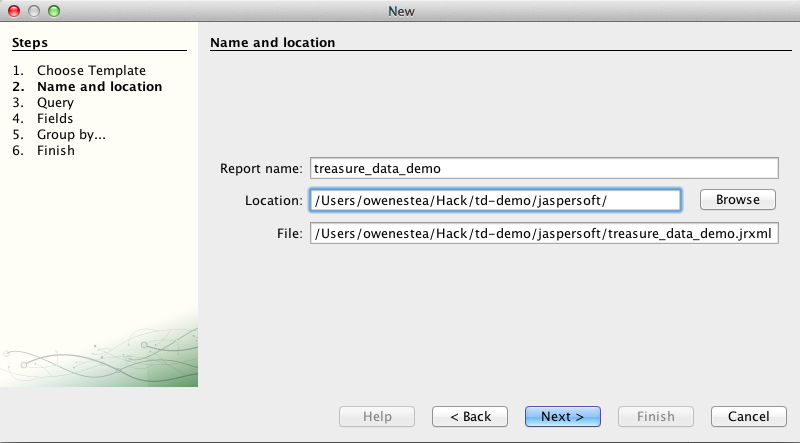 New
Steps
1. Choose Template
2. Name and location
3. Query
4. Fields
5. Group by...
6. Finish
Name and location
Report name: treasure_data_demo
Location: /Users/owenestea/Hack/td-demo/jaspersoft/ Browse
File: /Users/owenestea/Hack/td-demo/jaspersoft/treasure_data_demo.jrxml
Help < Back Next > Finish Cancel